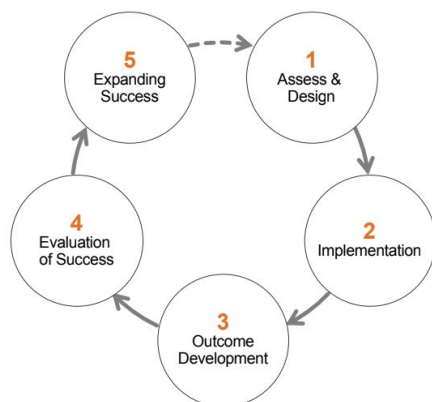 1
Assess &
Design
2
Implementation
3
Outcome
Development
4
Evaluation
of Success
5
Expanding
Success